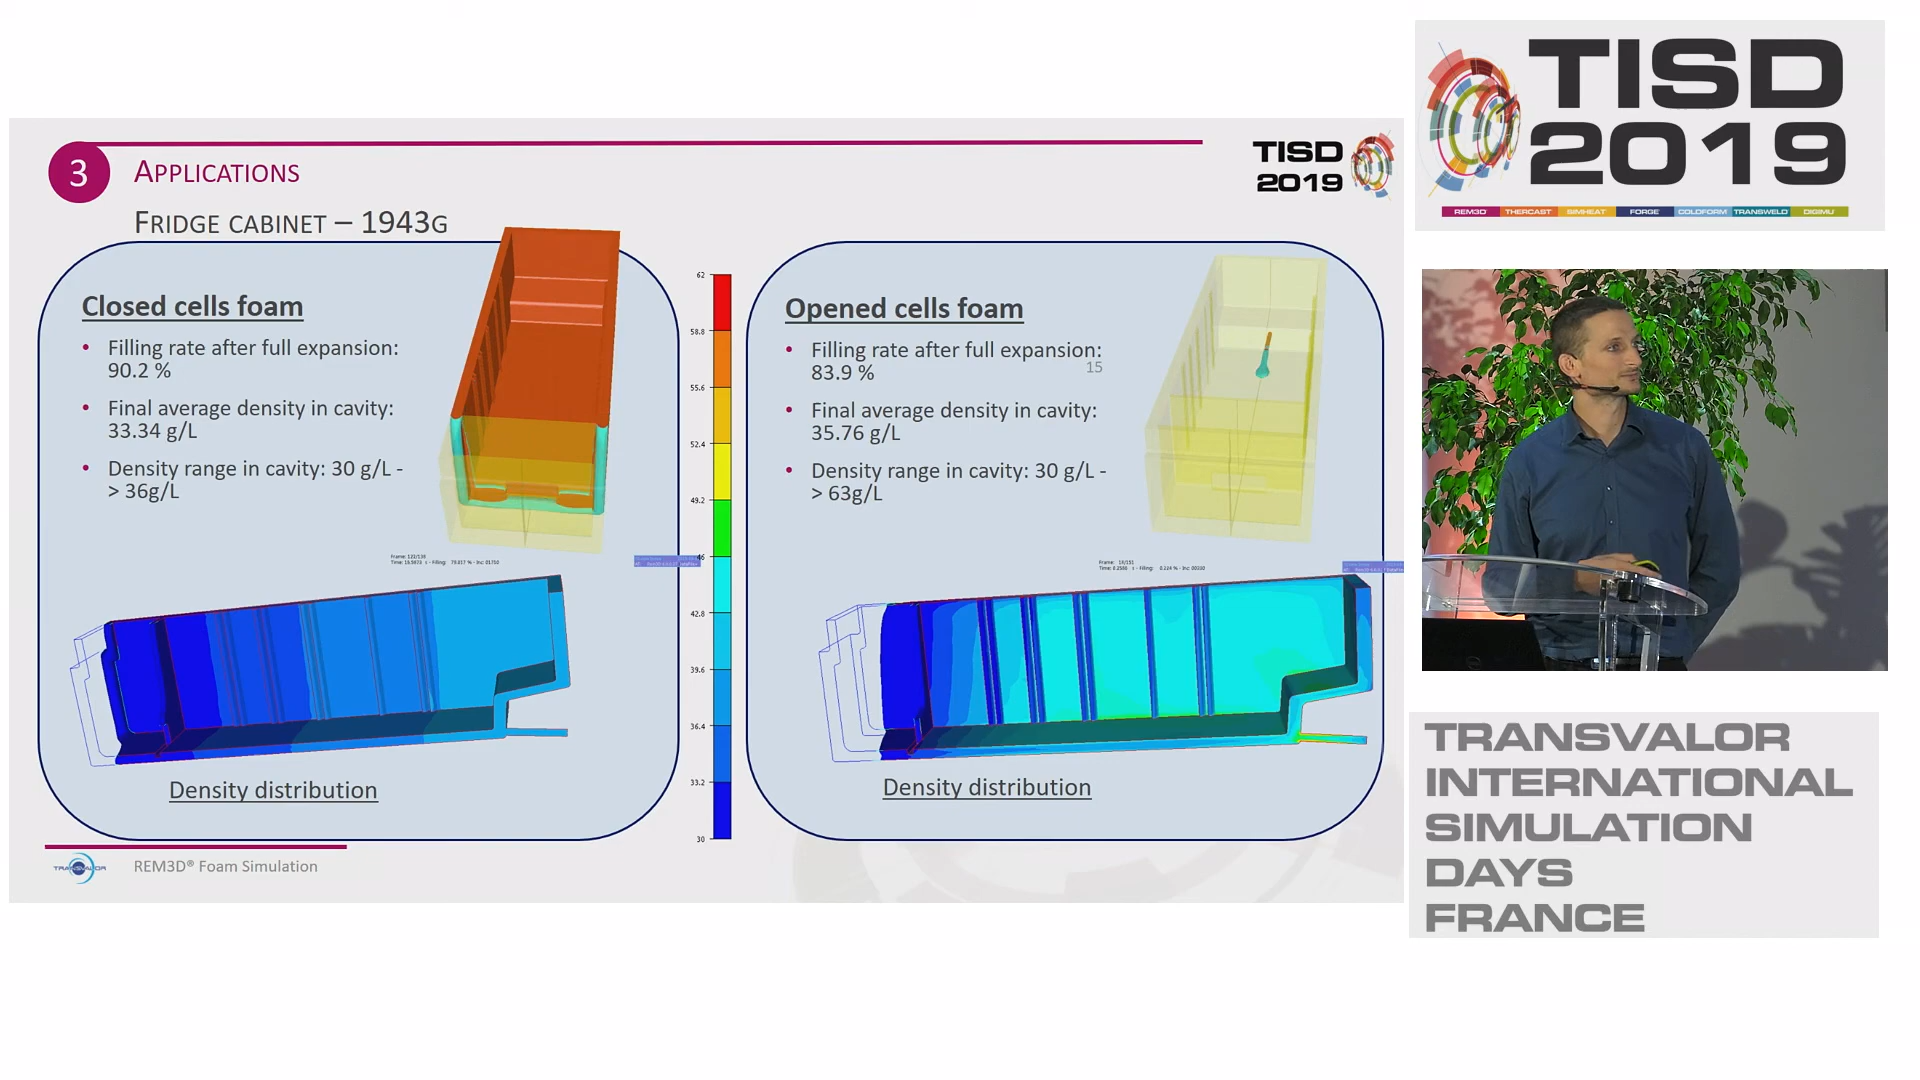 3
APPLICATIONS
TISD
2019
FRIDGE CABINET – 1943G
Closed cells foam
• Filling rate after full expansion:
90.2 %
• Final average density in cavity:
33.34 g/L
• Density range in cavity: 30 g/L -
> 36g/L
Density distribution
62
58.8
55.6
52.4
49.2
46
42.8
39.6
36.4
33.2
30
Opened cells foam
• Filling rate after full expansion:
83.9 %
15
• Final average density in cavity:
35.76 g/L
• Density range in cavity: 30 g/L -
> 63g/L
Density distribution
TRANSVALOR
REM3D® Foam Simulation
TISD
2019
REM3D® THERCAST SIMHEAT FORGE COLDFORM TRANSWELD DIGIMU
TRANSVALOR
INTERNATIONAL
SIMULATION
DAYS
FRANCE